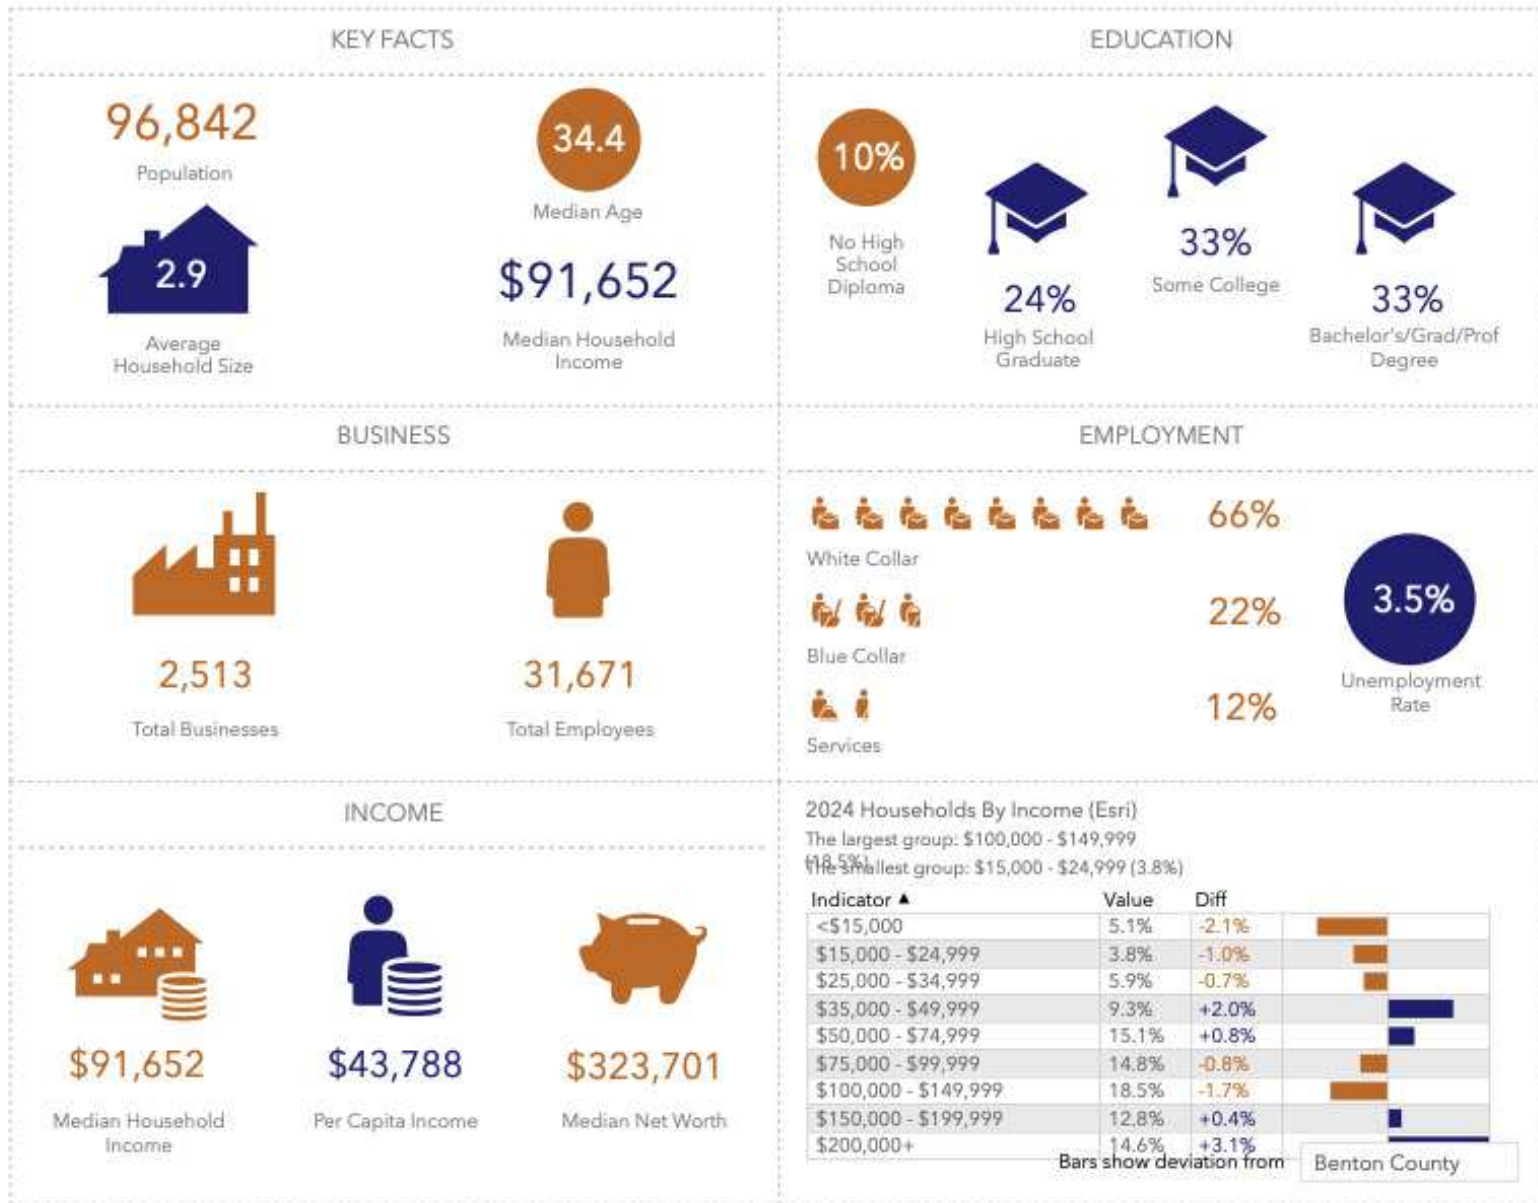 KEY FACTS
96,842
Population
34.4
Median Age
2.9
Average
Household Size
$91,652
Median Household
Income
EDUCATION
10%
No High
School
Diploma
24%
High School
Graduate
33%
Some College
33%
Bachelor's/Grad/Prof
Degree
BUSINESS
2,513
Total Businesses
31,671
Total Employees
EMPLOYMENT
66%
White Collar
22%
Blue Collar
12%
Services
3.5%
Unemployment
Rate
INCOME
$91,652
Median Household
Income
$43,788
Per Capita Income
$323,701
Median Net Worth
2024 Households By Income (Esri)
The largest group: $100,000 - $149,999
(18.5%)
The smallest group: $15,000 - $24,999 (3.8%)
Indicator ▲ Value Diff
<$15,000 5.1% -2.1%
$15,000 - $24,999 3.8% -1.0%
$25,000 - $34,999 5.9% -0.7%
$35,000 - $49,999 9.3% +2.0%
$50,000 - $74,999 15.1% +0.8%
$75,000 - $99,999 14.8% -0.8%
$100,000 - $149,999 18.5% -1.7%
$150,000 - $199,999 12.8% +0.4%
$200,000+ 14.6% +3.1%
Bars show deviation from Benton County